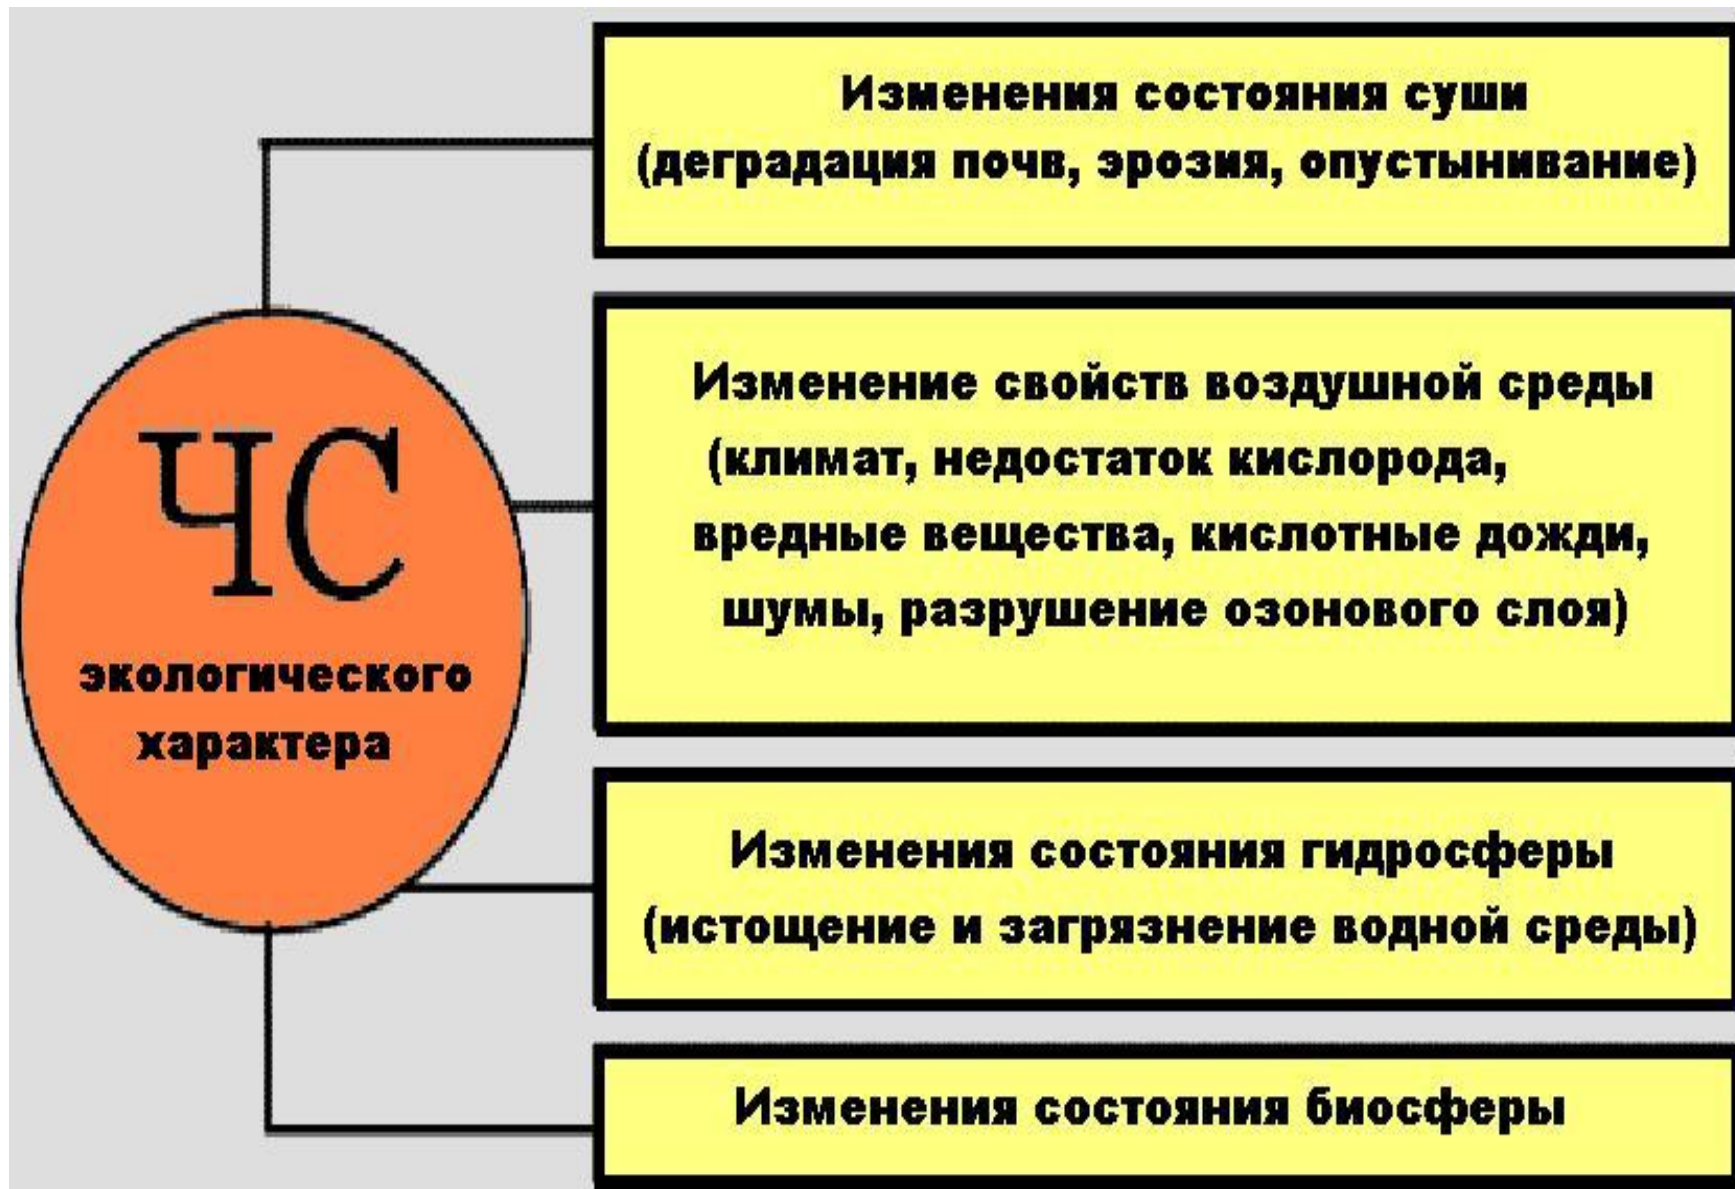 Изменения состояния суши
(деградация почв, эрозия, опустынивание)
Изменение свойств воздушной среды
(климат, недостаток кислорода,
вредные вещества, кислотные дожди,
шумы, разрушение озонового слоя)
ЧС
экологического
характера
Изменения состояния гидросферы
(истощение и загрязнение водной среды)
Изменения состояния биосферы